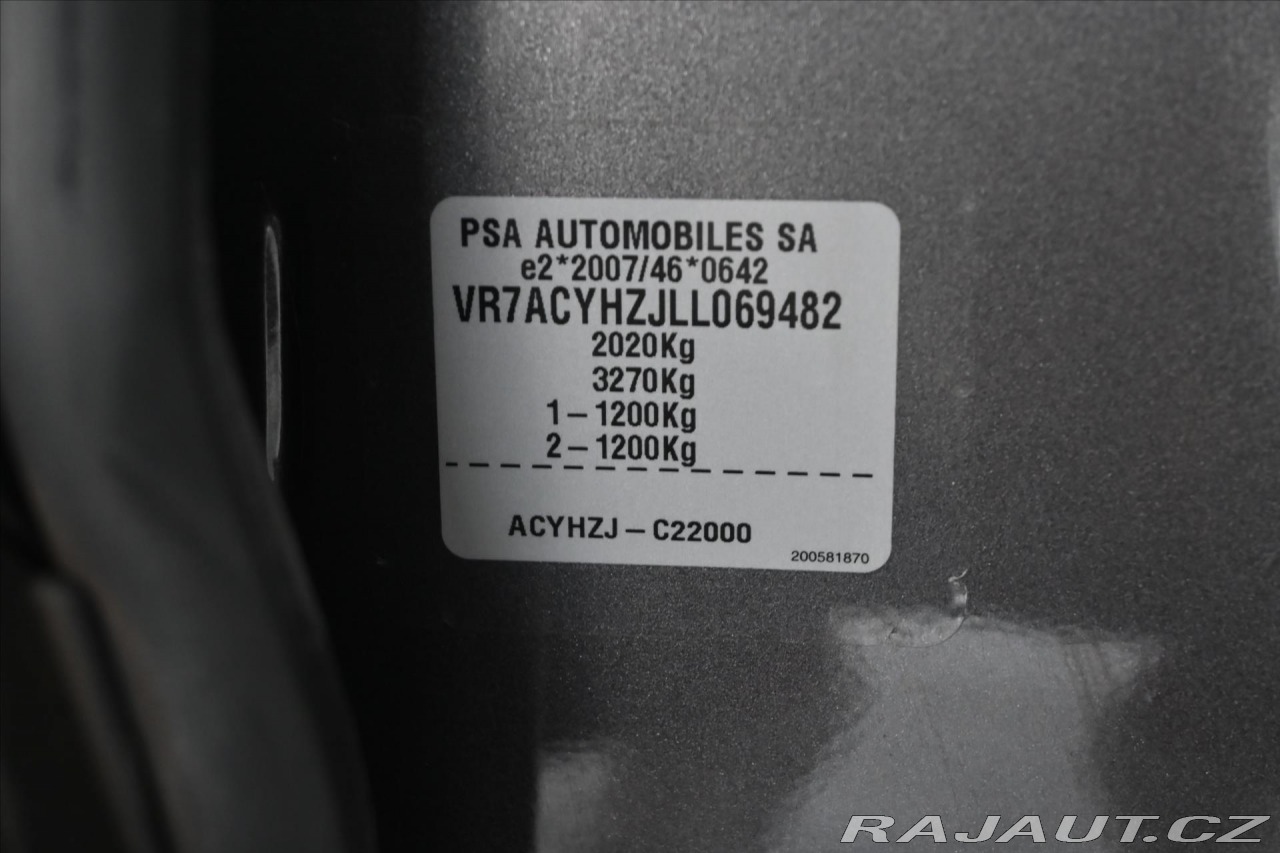 PSA AUTOMOBILES SA
e2*2007/46*0642
VR7ACYHZJLL069482
2020Kg
3270Kg
1-1200Kg
2-1200Kg
ACYHZJ-C22000
200581870
RAJAUT.CZ